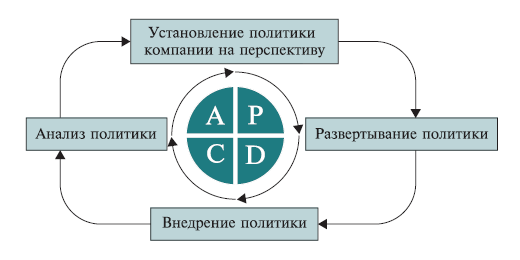 Установление политики
компании на перспективу
Анализ политики
A P
C D
Развертывание политики
Внедрение политики